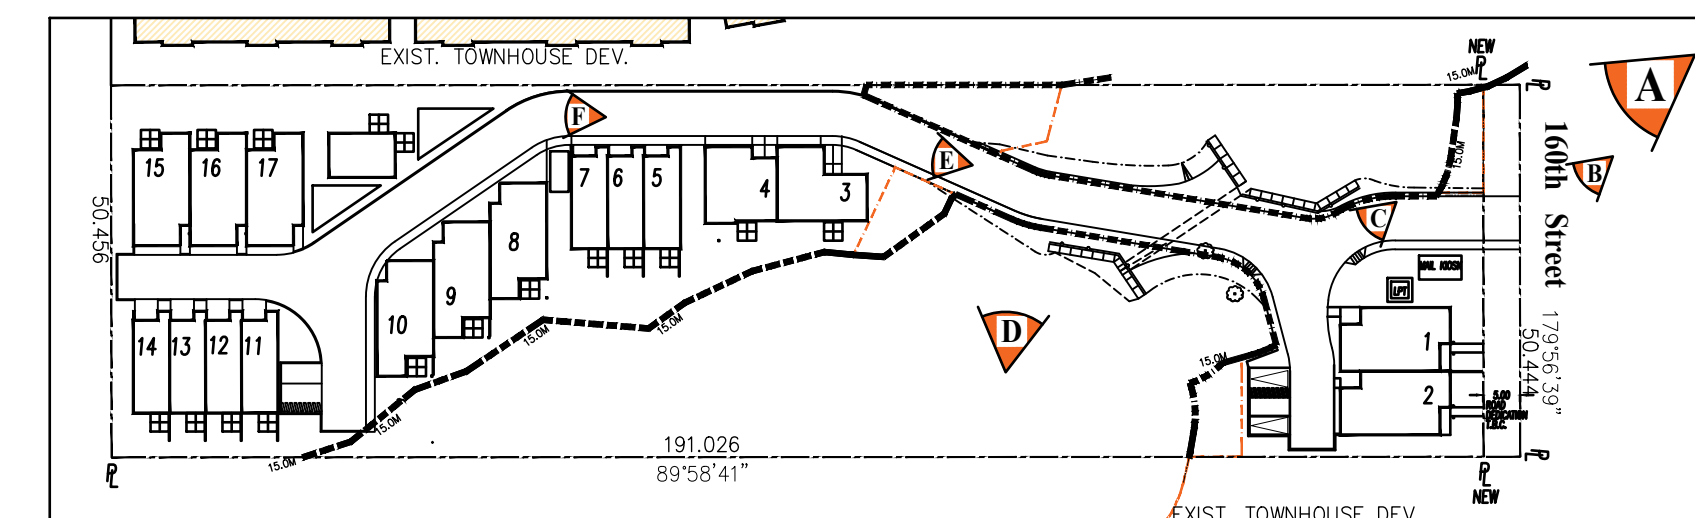 EXIST. TOWNHOUSE DEV.
NEW
PL
15.0M
PL
A
F
160th Street
15.0M
E
B
15
16
17
7
6
5
4
3
C
50.456
8
MAIL KIOSK
LPT
9
179°56'39"
50.444
10
D
1
14
13
12
11
15.0M
15.0M
15.0M
2
5.00
ROAD
DEDICATION
T.B.C.
15.0M
15.0M
191.026
89°58'41"
PL
PL
PL
NEW
EXIST. TOWNHOUSE DEV